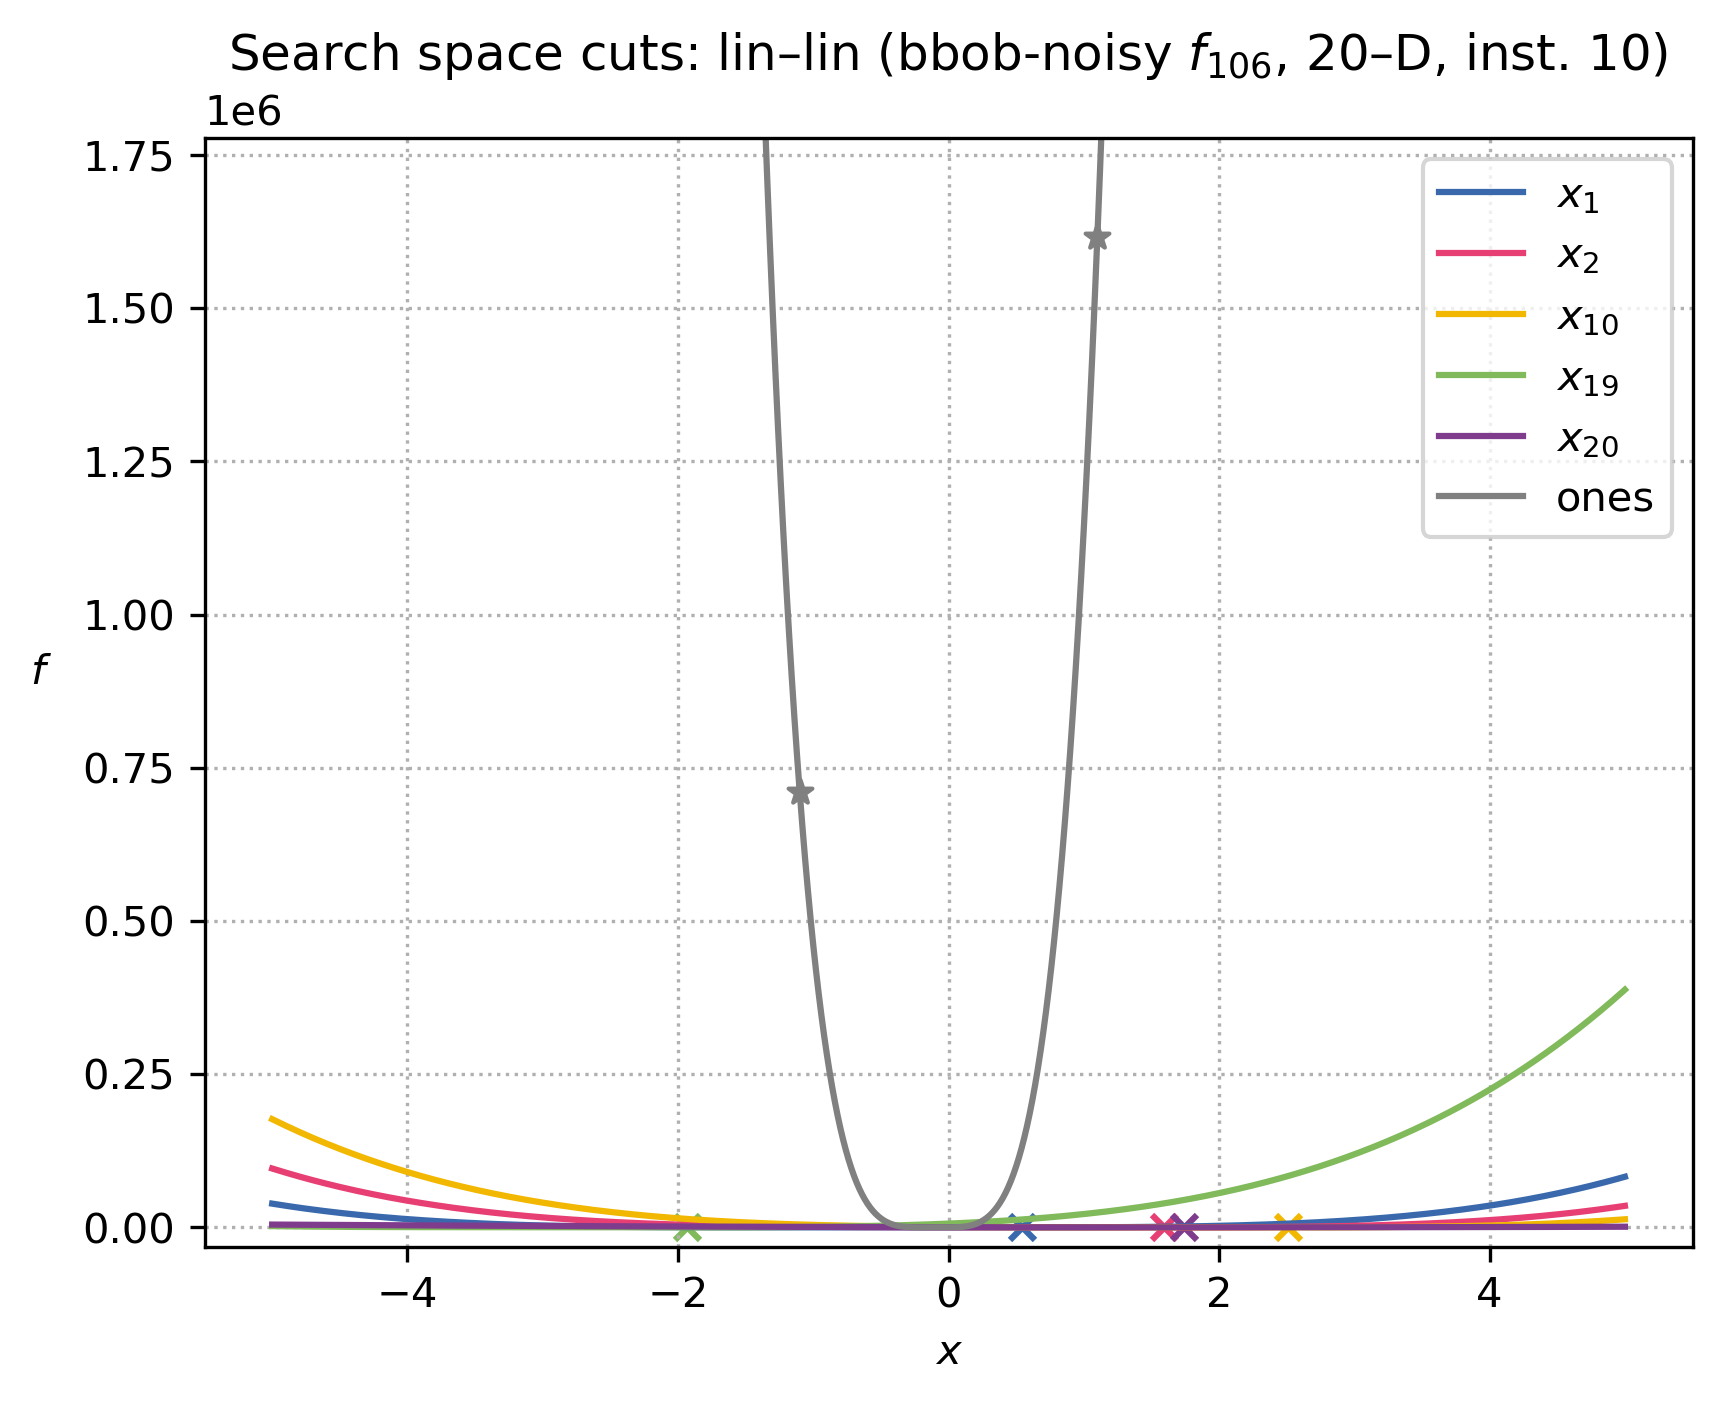 Search space cuts: lin–lin (bbob-noisy f106, 20–D, inst. 10)
1e6
1.75
1.50
1.25
1.00
0.75
0.50
0.25
0.00
f
x1
x2
x10
x19
x20
ones
−4 −2 0 2 4
x